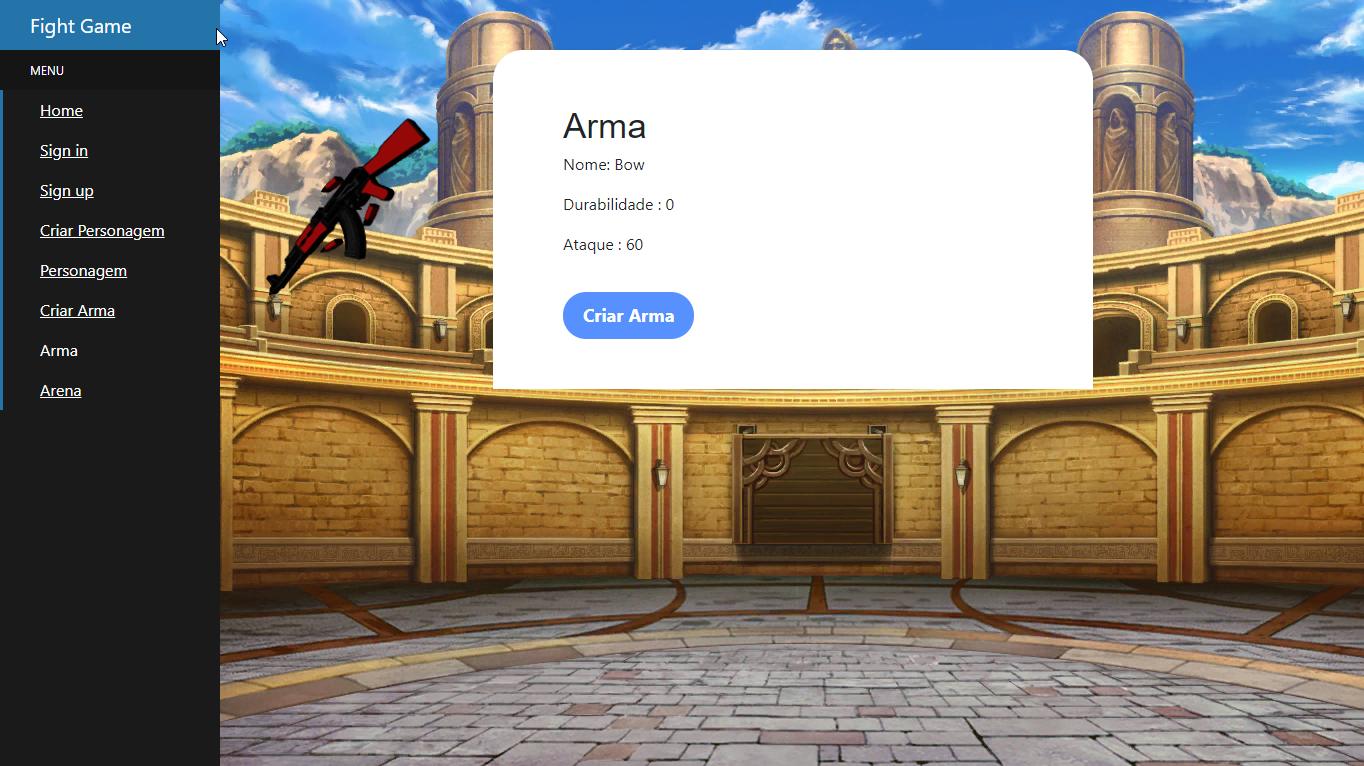 Fight Game
MENU
Home
Sign in
Sign up
Criar Personagem
Personagem
Criar Arma
Arma
Arena
Arma
Nome: Bow
Durabilidade : 0
Ataque : 60
Criar Arma